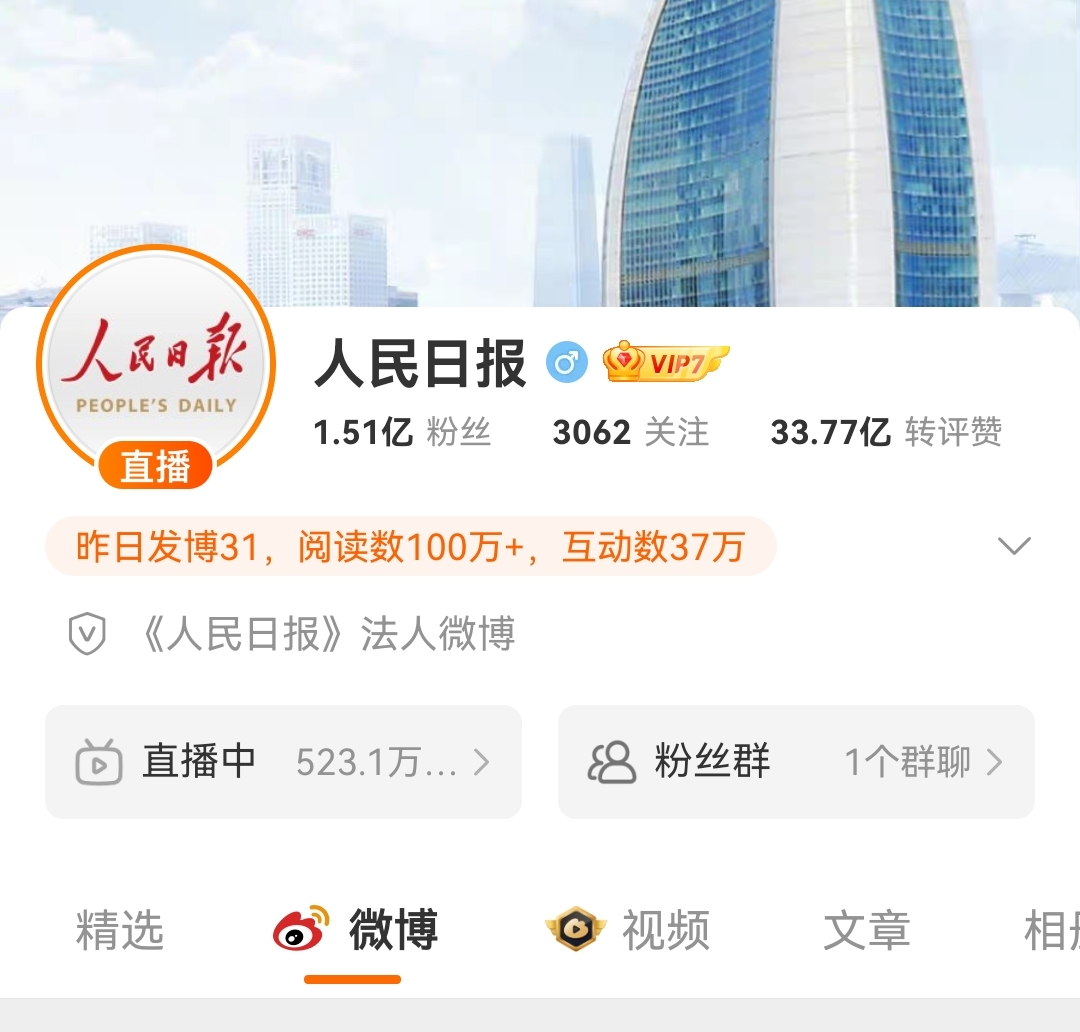 人民日报
PEOPLE'S DAILY
直播
人民日报 VIP7
1.51亿 粉丝 3062 关注 33.77亿 转评赞
昨日发博31，阅读数100万+，互动数37万
《人民日报》法人微博
直播中 523.1万... 粉丝群 1个群聊
精选 微博 视频 文章 相